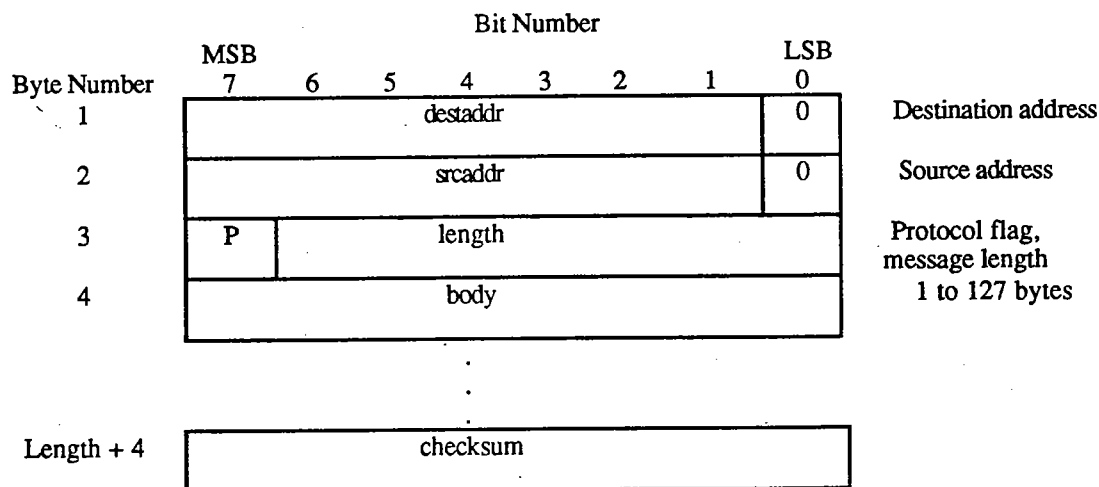 Bit Number
MSB LSB
Byte Number 7 6 5 4 3 2 1 0
1 destaddr 0 Destination address
2 srcaddr 0 Source address
3 P length Protocol flag,
message length
4 body 1 to 127 bytes
Length + 4 checksum